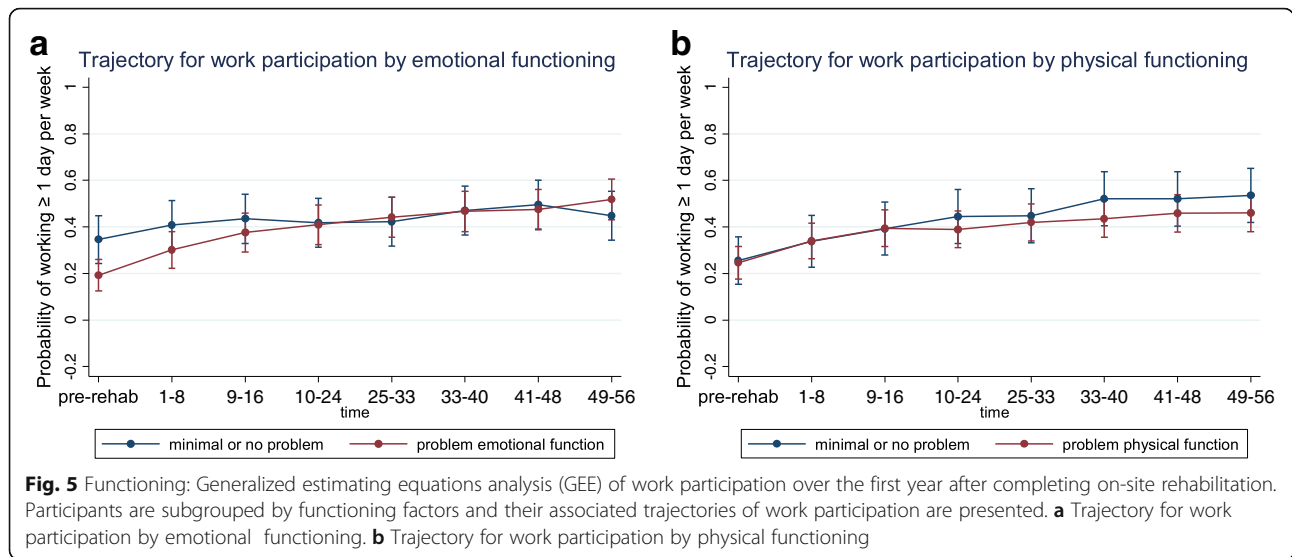 a
Trajectory for work participation by emotional functioning
Probability of working ≥ 1 day per week
1
0.8
0.6
0.4
0.2
0
-0.2
pre-rehab 1-8 9-16 10-24 25-33 33-40 41-48 49-56
time
minimal or no problem problem emotional function
b
Trajectory for work participation by physical functioning
Probability of working ≥ 1 day per week
1
0.8
0.6
0.4
0.2
0
-0.2
pre-rehab 1-8 9-16 10-24 25-33 33-40 41-48 49-56
time
minimal or no problem problem physical function
Fig. 5 Functioning: Generalized estimating equations analysis (GEE) of work participation over the first year after completing on-site rehabilitation.
Participants are subgrouped by functioning factors and their associated trajectories of work participation are presented. a Trajectory for work
participation by emotional functioning. b Trajectory for work participation by physical functioning